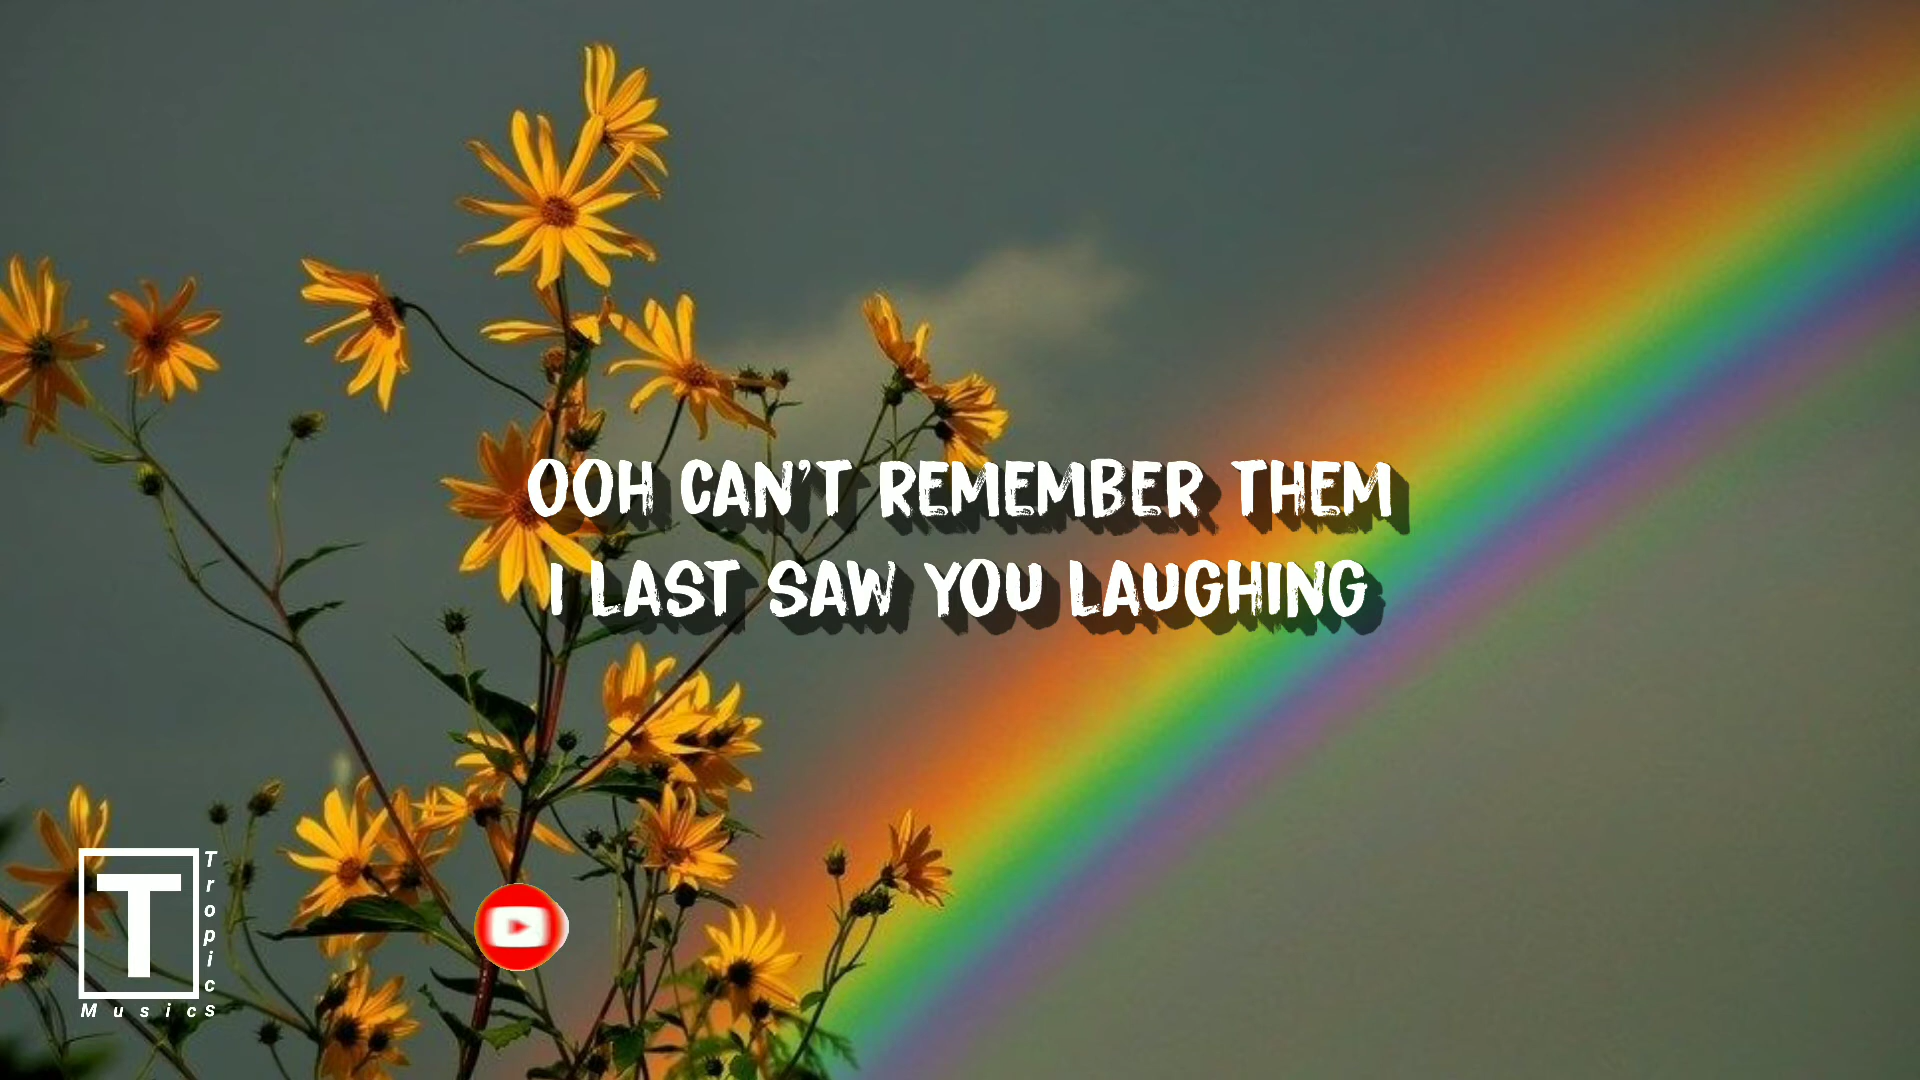 OOH CAN'T REMEMBER THEM
I LAST SAW YOU LAUGHING
T
Tropics
Musics